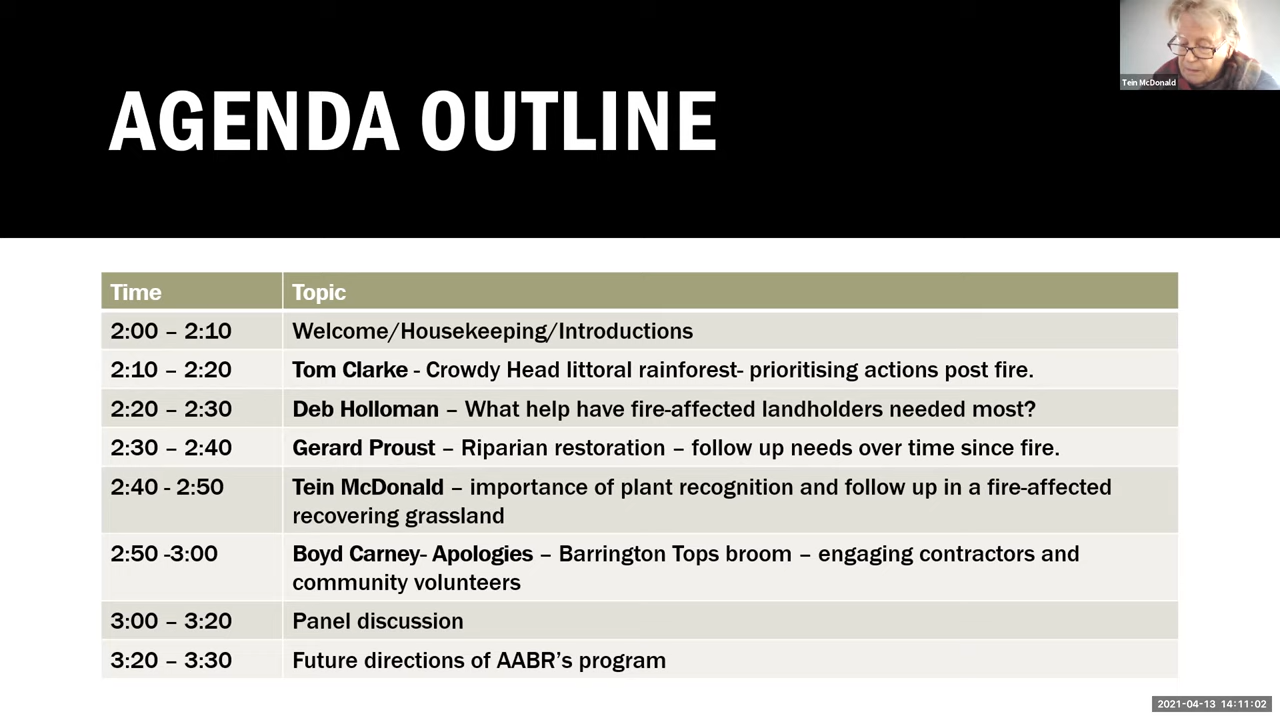 AGENDA OUTLINE
Tein McDonald
Time Topic
2:00 – 2:10 Welcome/Housekeeping/Introductions
2:10 – 2:20 Tom Clarke - Crowdy Head littoral rainforest- prioritising actions post fire.
2:20 – 2:30 Deb Holloman – What help have fire-affected landholders needed most?
2:30 – 2:40 Gerard Proust – Riparian restoration – follow up needs over time since fire.
2:40 - 2:50 Tein McDonald – importance of plant recognition and follow up in a fire-affected
recovering grassland
2:50 -3:00 Boyd Carney- Apologies – Barrington Tops broom – engaging contractors and
community volunteers
3:00 – 3:20 Panel discussion
3:20 – 3:30 Future directions of AABR’s program
2021-04-13 14:11:02